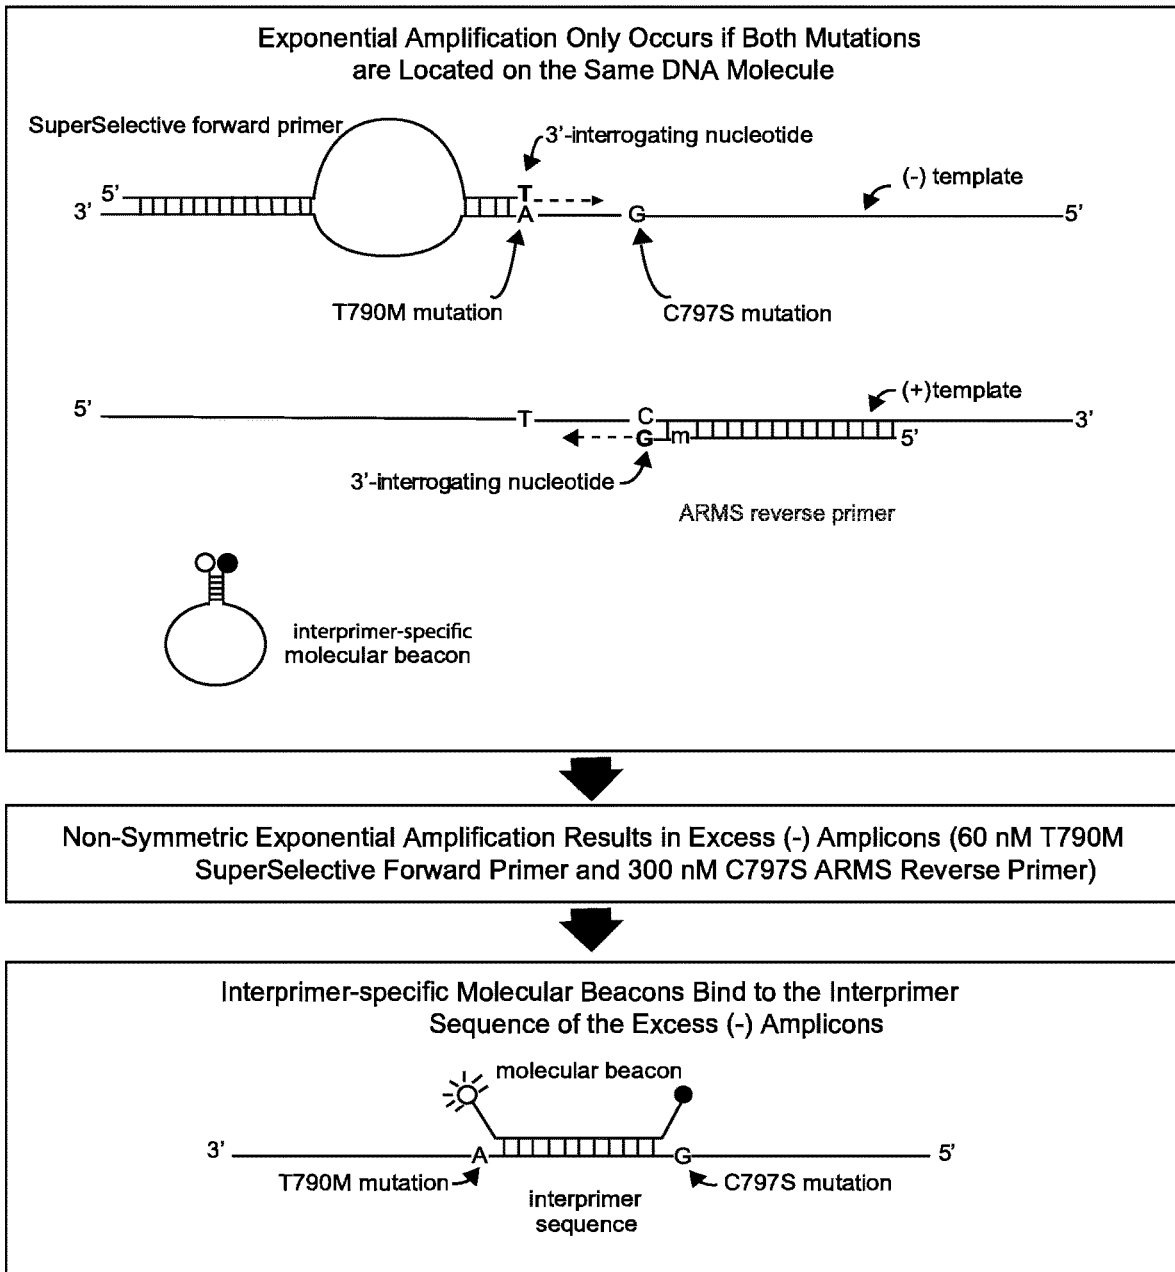 Exponential Amplification Only Occurs if Both Mutations
are Located on the Same DNA Molecule
SuperSelective forward primer
3'-interrogating nucleotide
(-) template
5'
T
3'
A
G
5'
T790M mutation
C797S mutation
(+)template
5'
T
C
3'
G
m
5'
3'-interrogating nucleotide
ARMS reverse primer
interprimer-specific
molecular beacon
Non-Symmetric Exponential Amplification Results in Excess (-) Amplicons (60 nM T790M
SuperSelective Forward Primer and 300 nM C797S ARMS Reverse Primer)
Interprimer-specific Molecular Beacons Bind to the Interprimer
Sequence of the Excess (-) Amplicons
molecular beacon
3'
A
G
5'
T790M mutation
C797S mutation
interprimer
sequence